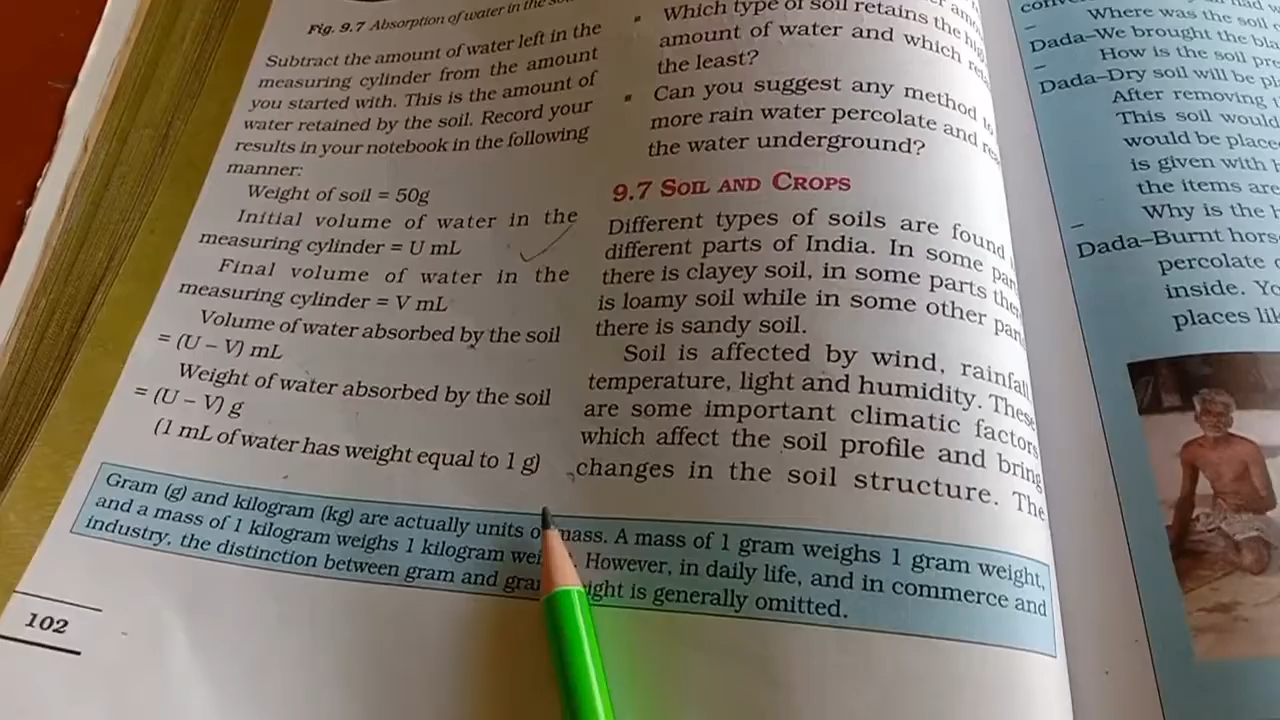 Fig. 9.7 Absorption of water in the
Subtract the amount of water left in the
measuring cylinder from the amount
you started with. This is the amount of
water retained by the soil. Record your
results in your notebook in the following
manner:
Weight of soil = 50g
Initial volume of water in the
measuring cylinder = U mL
Final volume of water in the
measuring cylinder = V mL
Volume of water absorbed by the soil
= (U – V) mL
Weight of water absorbed by the soil
= (U – V) g
(1 mL of water has weight equal to 1 g)
Which type of soil retains the
amount of water and which
the least?
Can you suggest any method
more rain water percolate and
the water underground?
9.7 SOIL AND CROPS
Different types of soils are found
different parts of India. In some
there is clayey soil, in some parts
is loamy soil while in some other
there is sandy soil.
Soil is affected by wind, rainfall
temperature, light and humidity. These
are some important climatic factors
which affect the soil profile and bring
changes in the soil structure. The
Gram (g) and kilogram (kg) are actually units mass. A mass of 1 gram weighs 1 gram weight,
and a mass of 1 kilogram weighs 1 kilogram However, in daily life, and in commerce and
industry, the distinction between gram and is generally omitted.
102
Where was the soil
Dada–We brought the
How is the soil
Dada–Dry soil will be
After removing
This soil would
would be
is given with
the items are
Why is the
Dada–Burnt
percolate
inside.
places